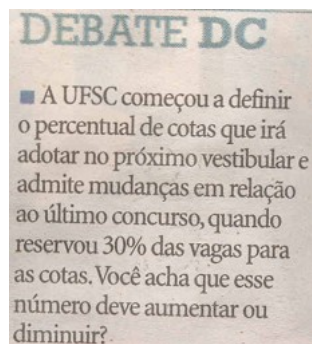 DEBATE DC
A UFSC começou a definir
o percentual de cotas que irá
adotar no próximo vestibular e
admite mudanças em relação
ao último concurso, quando
reservou 30% das vagas para
as cotas. Você acha que esse
número deve aumentar ou
diminuir?